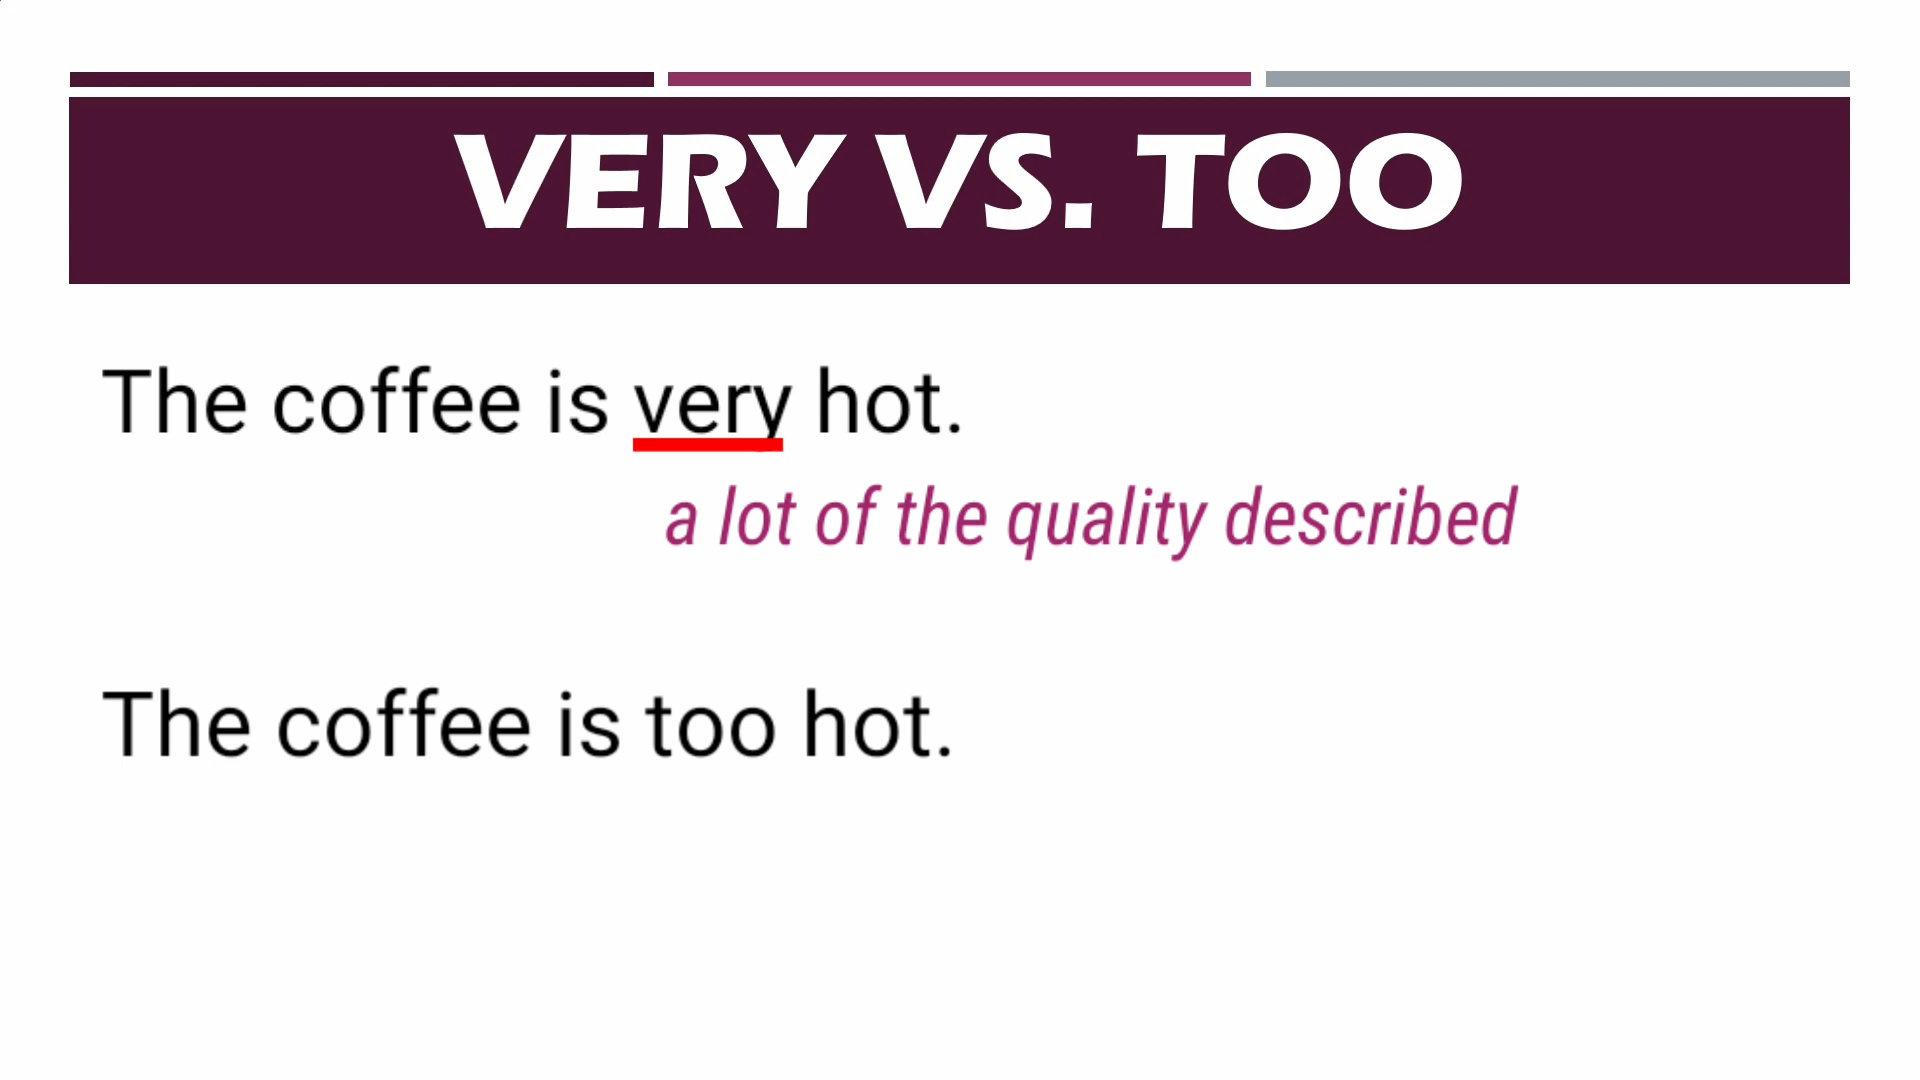 VERY VS. TOO
The coffee is very hot.
a lot of the quality described
The coffee is too hot.